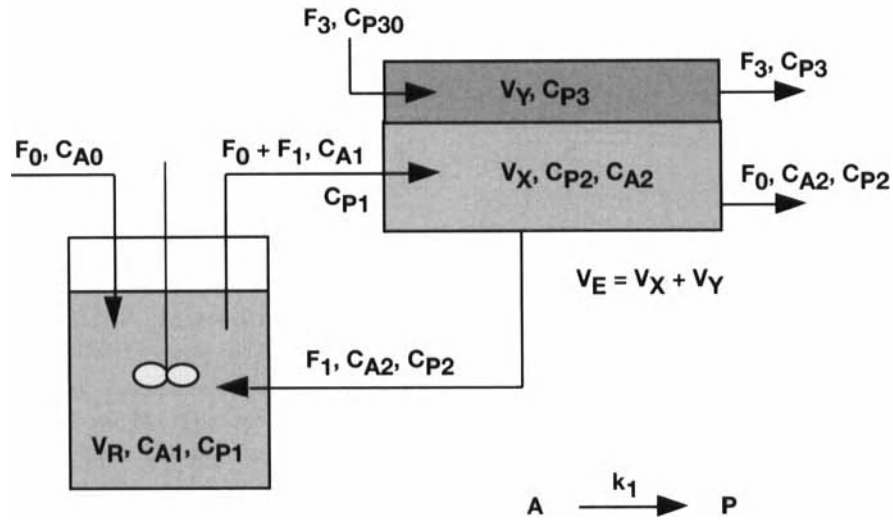 F3, CP30
F3, CP3
VY, CP3
F0, CA0
F0 + F1, CA1
CP1
VX, CP2, CA2
F0, CA2, CP2
VE = VX + VY
F1, CA2, CP2
VR, CA1, CP1
k1
A P